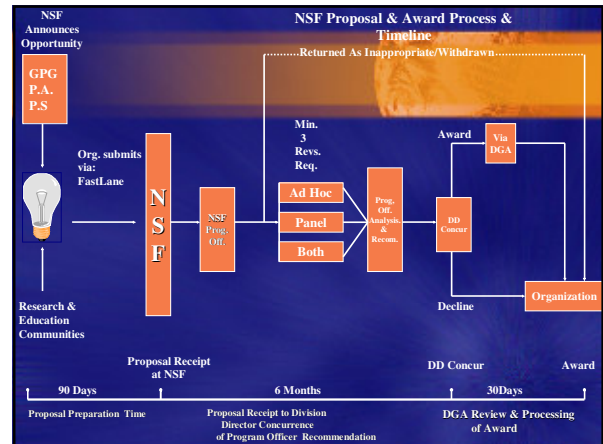 NSF
Announces
Opportunity
NSF Proposal & Award Process &
Timeline
Returned As Inappropriate/Withdrawn
GPG
P.A.
P.S
Org. submits
via:
FastLane
Min.
3
Revs.
Req.
Award
Via
DGA
N
S
F
NSF
Prog.
Off.
Ad Hoc
Panel
Both
Prog.
Off.
Analysis.
&
Recom.
DD
Concur
Organization
Decline
Research &
Education
Communities
Proposal Receipt
at NSF
DD Concur
Award
90 Days
6 Months
30Days
Proposal Preparation Time
Proposal Receipt to Division
Director Concurrence
of Program Officer Recommendation
DGA Review & Processing
of Award